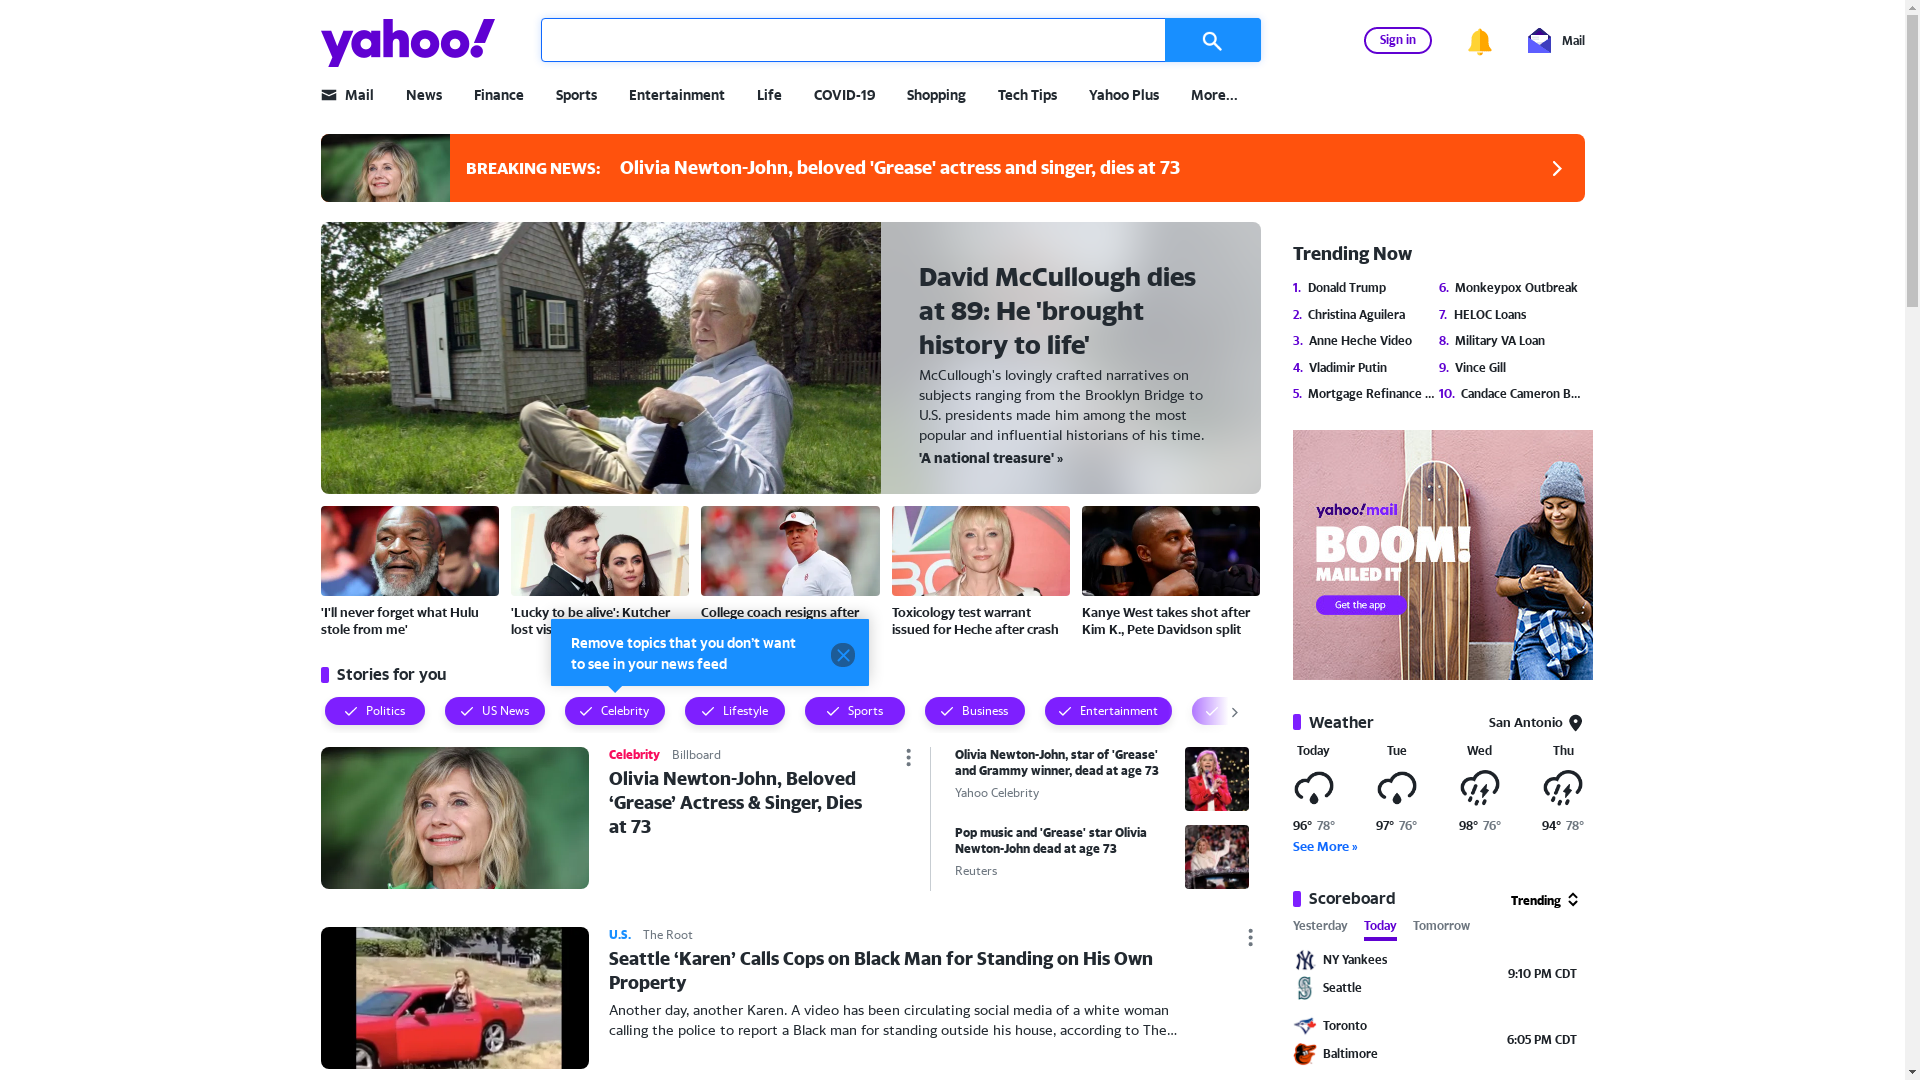 yahoo!
Sign in
Mail
Mail
News
Finance
Sports
Entertainment
Life
COVID-19
Shopping
Tech Tips
Yahoo Plus
More...
BREAKING NEWS:
Olivia Newton-John, beloved 'Grease' actress and singer, dies at 73
David McCullough dies
at 89: He 'brought
history to life'
McCullough's lovingly crafted narratives on
subjects ranging from the Brooklyn Bridge to
U.S. presidents made him among the most
popular and influential historians of his time.
'A national treasure' »
'I'll never forget what Hulu
stole from me'
'Lucky to be alive': Kutcher
lost vis
College coach resigns after
Toxicology test warrant
issued for Heche after crash
Kanye West takes shot after
Kim K., Pete Davidson split
Remove topics that you don't want
to see in your news feed
Stories for you
Politics
US News
Celebrity
Lifestyle
Sports
Business
Entertainment
Celebrity
Billboard
Olivia Newton-John, Beloved
‘Grease’ Actress & Singer, Dies
at 73
Olivia Newton-John, star of 'Grease'
and Grammy winner, dead at age 73
Yahoo Celebrity
Pop music and 'Grease' star Olivia
Newton-John dead at age 73
Reuters
U.S.
The Root
Seattle ‘Karen’ Calls Cops on Black Man for Standing on His Own
Property
Another day, another Karen. A video has been circulating social media of a white woman
calling the police to report a Black man for standing outside his house, according to The...
Trending Now
1. Donald Trump
2. Christina Aguilera
3. Anne Heche Video
4. Vladimir Putin
5. Mortgage Refinance ...
6. Monkeypox Outbreak
7. HELOC Loans
8. Military VA Loan
9. Vince Gill
10. Candace Cameron B...
yahoo!mail
BOOM!
MAILED IT
Get the app
Weather
San Antonio
Today
Tue
Wed
Thu
96° 78°
97° 76°
98° 76°
94° 78°
See More »
Scoreboard
Trending
Yesterday
Today
Tomorrow
NY Yankees
Seattle
9:10 PM CDT
Toronto
Baltimore
6:05 PM CDT